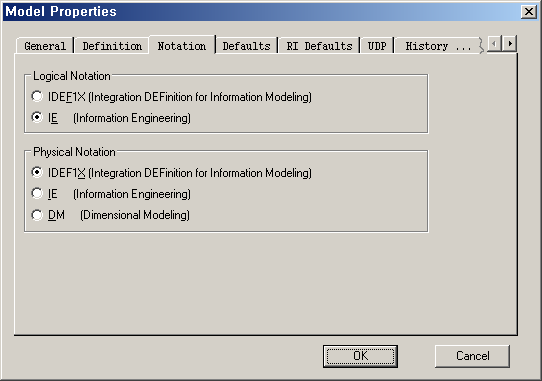 Model Properties
General Definition Notation Defaults RI Defaults UDP History ...
Logical Notation
IDEF1X (Integration DEFinition for Information Modeling)
IE (Information Engineering)
Physical Notation
IDEF1X (Integration DEFinition for Information Modeling)
IE (Information Engineering)
DM (Dimensional Modeling)
OK Cancel